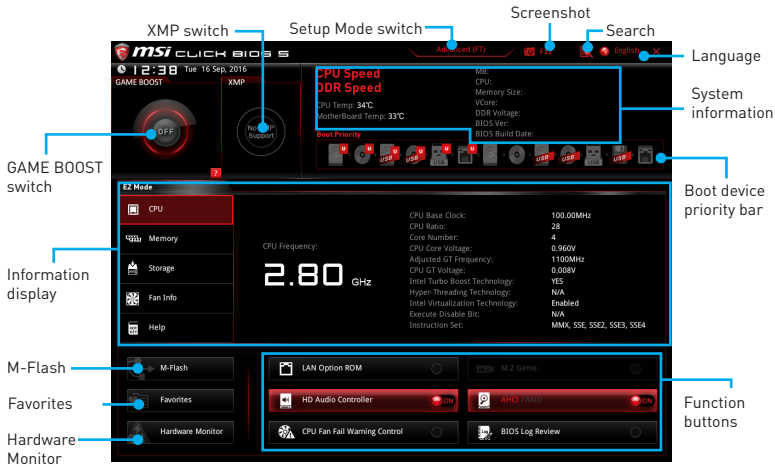 XMP switch
Setup Mode switch
Screenshot
Search
Language
System
information
Boot device
priority bar
GAME BOOST
switch
Information
display
M-Flash
Favorites
Hardware
Monitor
Function
buttons
msi CLICK BIOS 5
Advanced (F7)
F12
English
12:38 Tue 16 Sep, 2016
GAME BOOST
XMP
OFF
No XMP
Support
?
CPU Speed
DDR Speed
CPU Temp: 34°C
MotherBoard Temp: 33°C
MB:
CPU:
Memory Size:
VCore:
DDR Voltage:
BIOS Ver:
BIOS Build Date:
Boot Priority
U U USB U USB U U U USB USB USB USB
EZ Mode
CPU
Memory
Storage
Fan Info
Help
CPU Frequency:
2.80 GHz
CPU Base Clock: 100.00MHz
CPU Ratio: 28
Core Number: 4
CPU Core Voltage: 0.960V
Adjusted GT Frequency: 1100MHz
CPU GT Voltage: 0.008V
Intel Turbo Boost Technology: YES
Hyper-Threading Technology: N/A
Intel Virtualization Technology: Enabled
Execute Disable Bit: N/A
Instruction Set: MMX, SSE, SSE2, SSE3, SSE4
M-Flash
Favorites
Hardware Monitor
LAN Option ROM
M.2 Genie
HD Audio Controller ON
AHCI /RAID ON
CPU Fan Fail Warning Control
BIOS Log Review